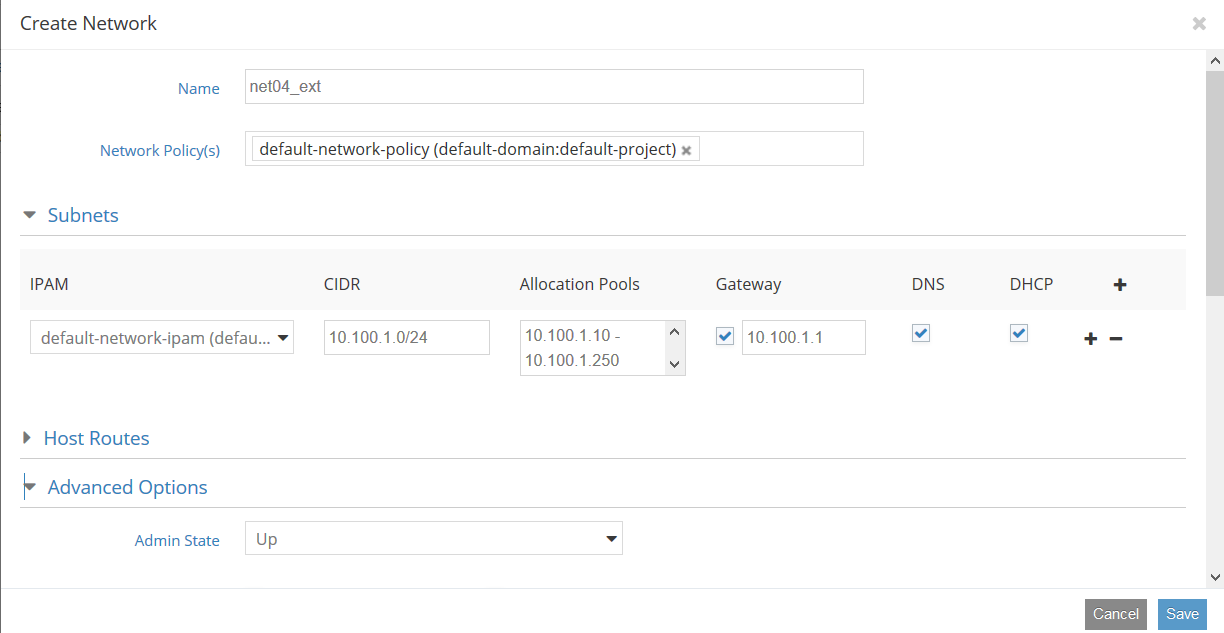 Create Network
Name
net04_ext
Network Policy(s)
default-network-policy (default-domain:default-project)
Subnets
IPAM CIDR Allocation Pools Gateway DNS DHCP
default-network-ipam (defau... 10.100.1.0/24 10.100.1.10 - 10.100.1.1
10.100.1.250
Host Routes
Advanced Options
Admin State
Up
Cancel Save